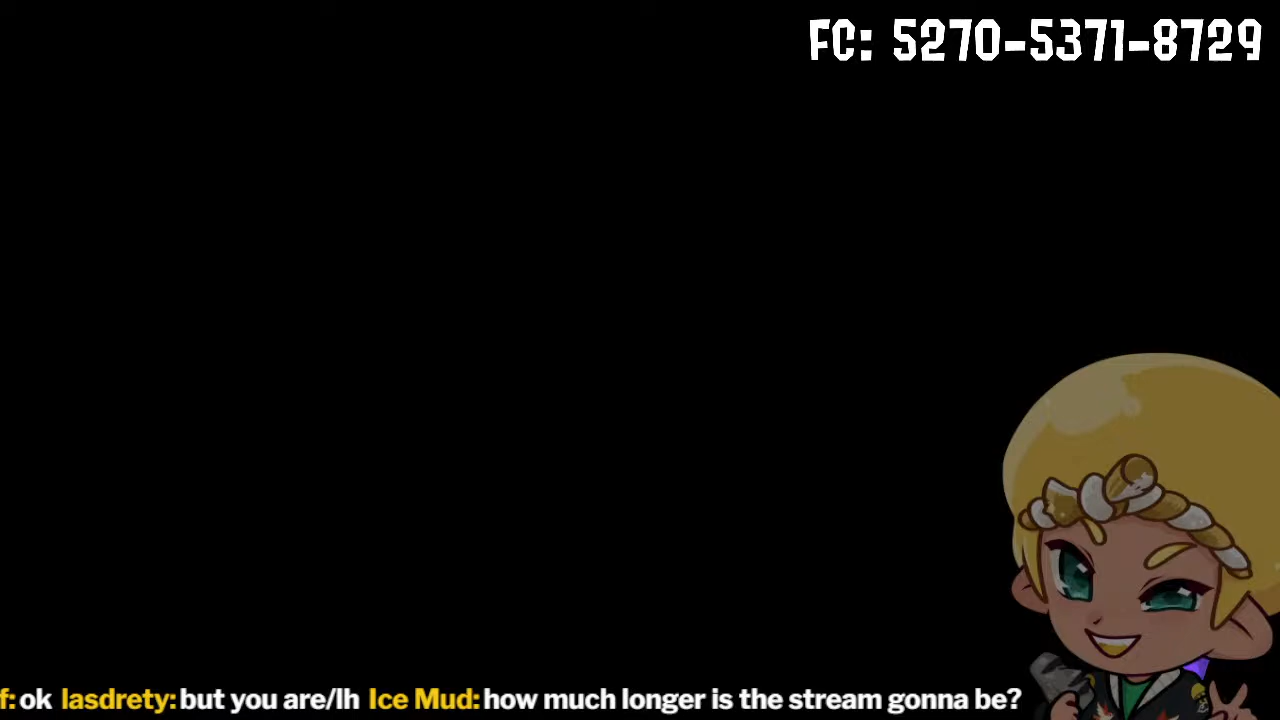 FC: 5270-5371-8729
f: ok lasdrety: but you are/lh Ice Mud: how much longer is the stream gonna be?